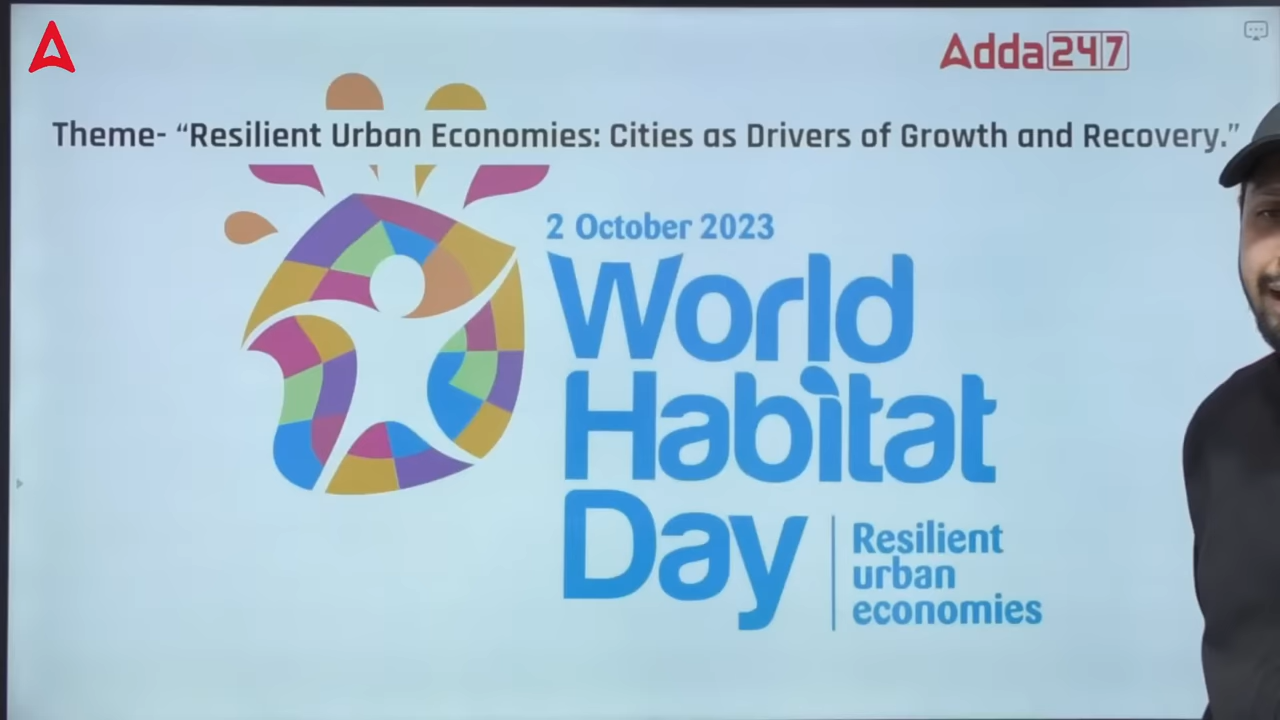 Adda247
Theme- “Resilient Urban Economies: Cities as Drivers of Growth and Recovery.”
2 October 2023
World
Habitat
Day
Resilient
urban
economies